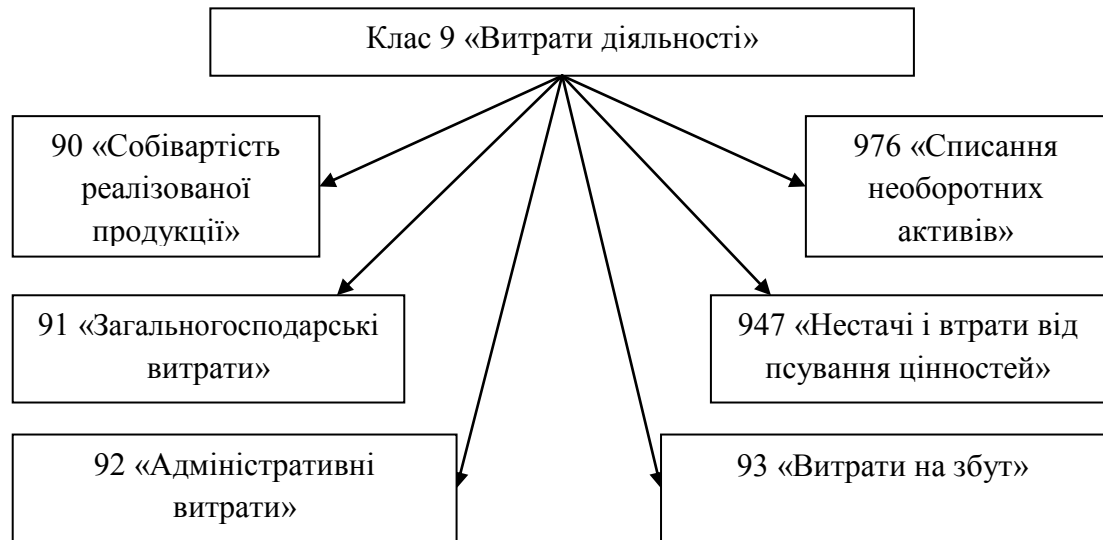 Клас 9 «Витрати діяльності»
90 «Собівартість
реалізованої
продукції»
976 «Списання
необоротних
активів»
91 «Загальногосподарські
витрати»
947 «Нестачі і втрати від
псування цінностей»
92 «Адміністративні
витрати»
93 «Витрати на збут»